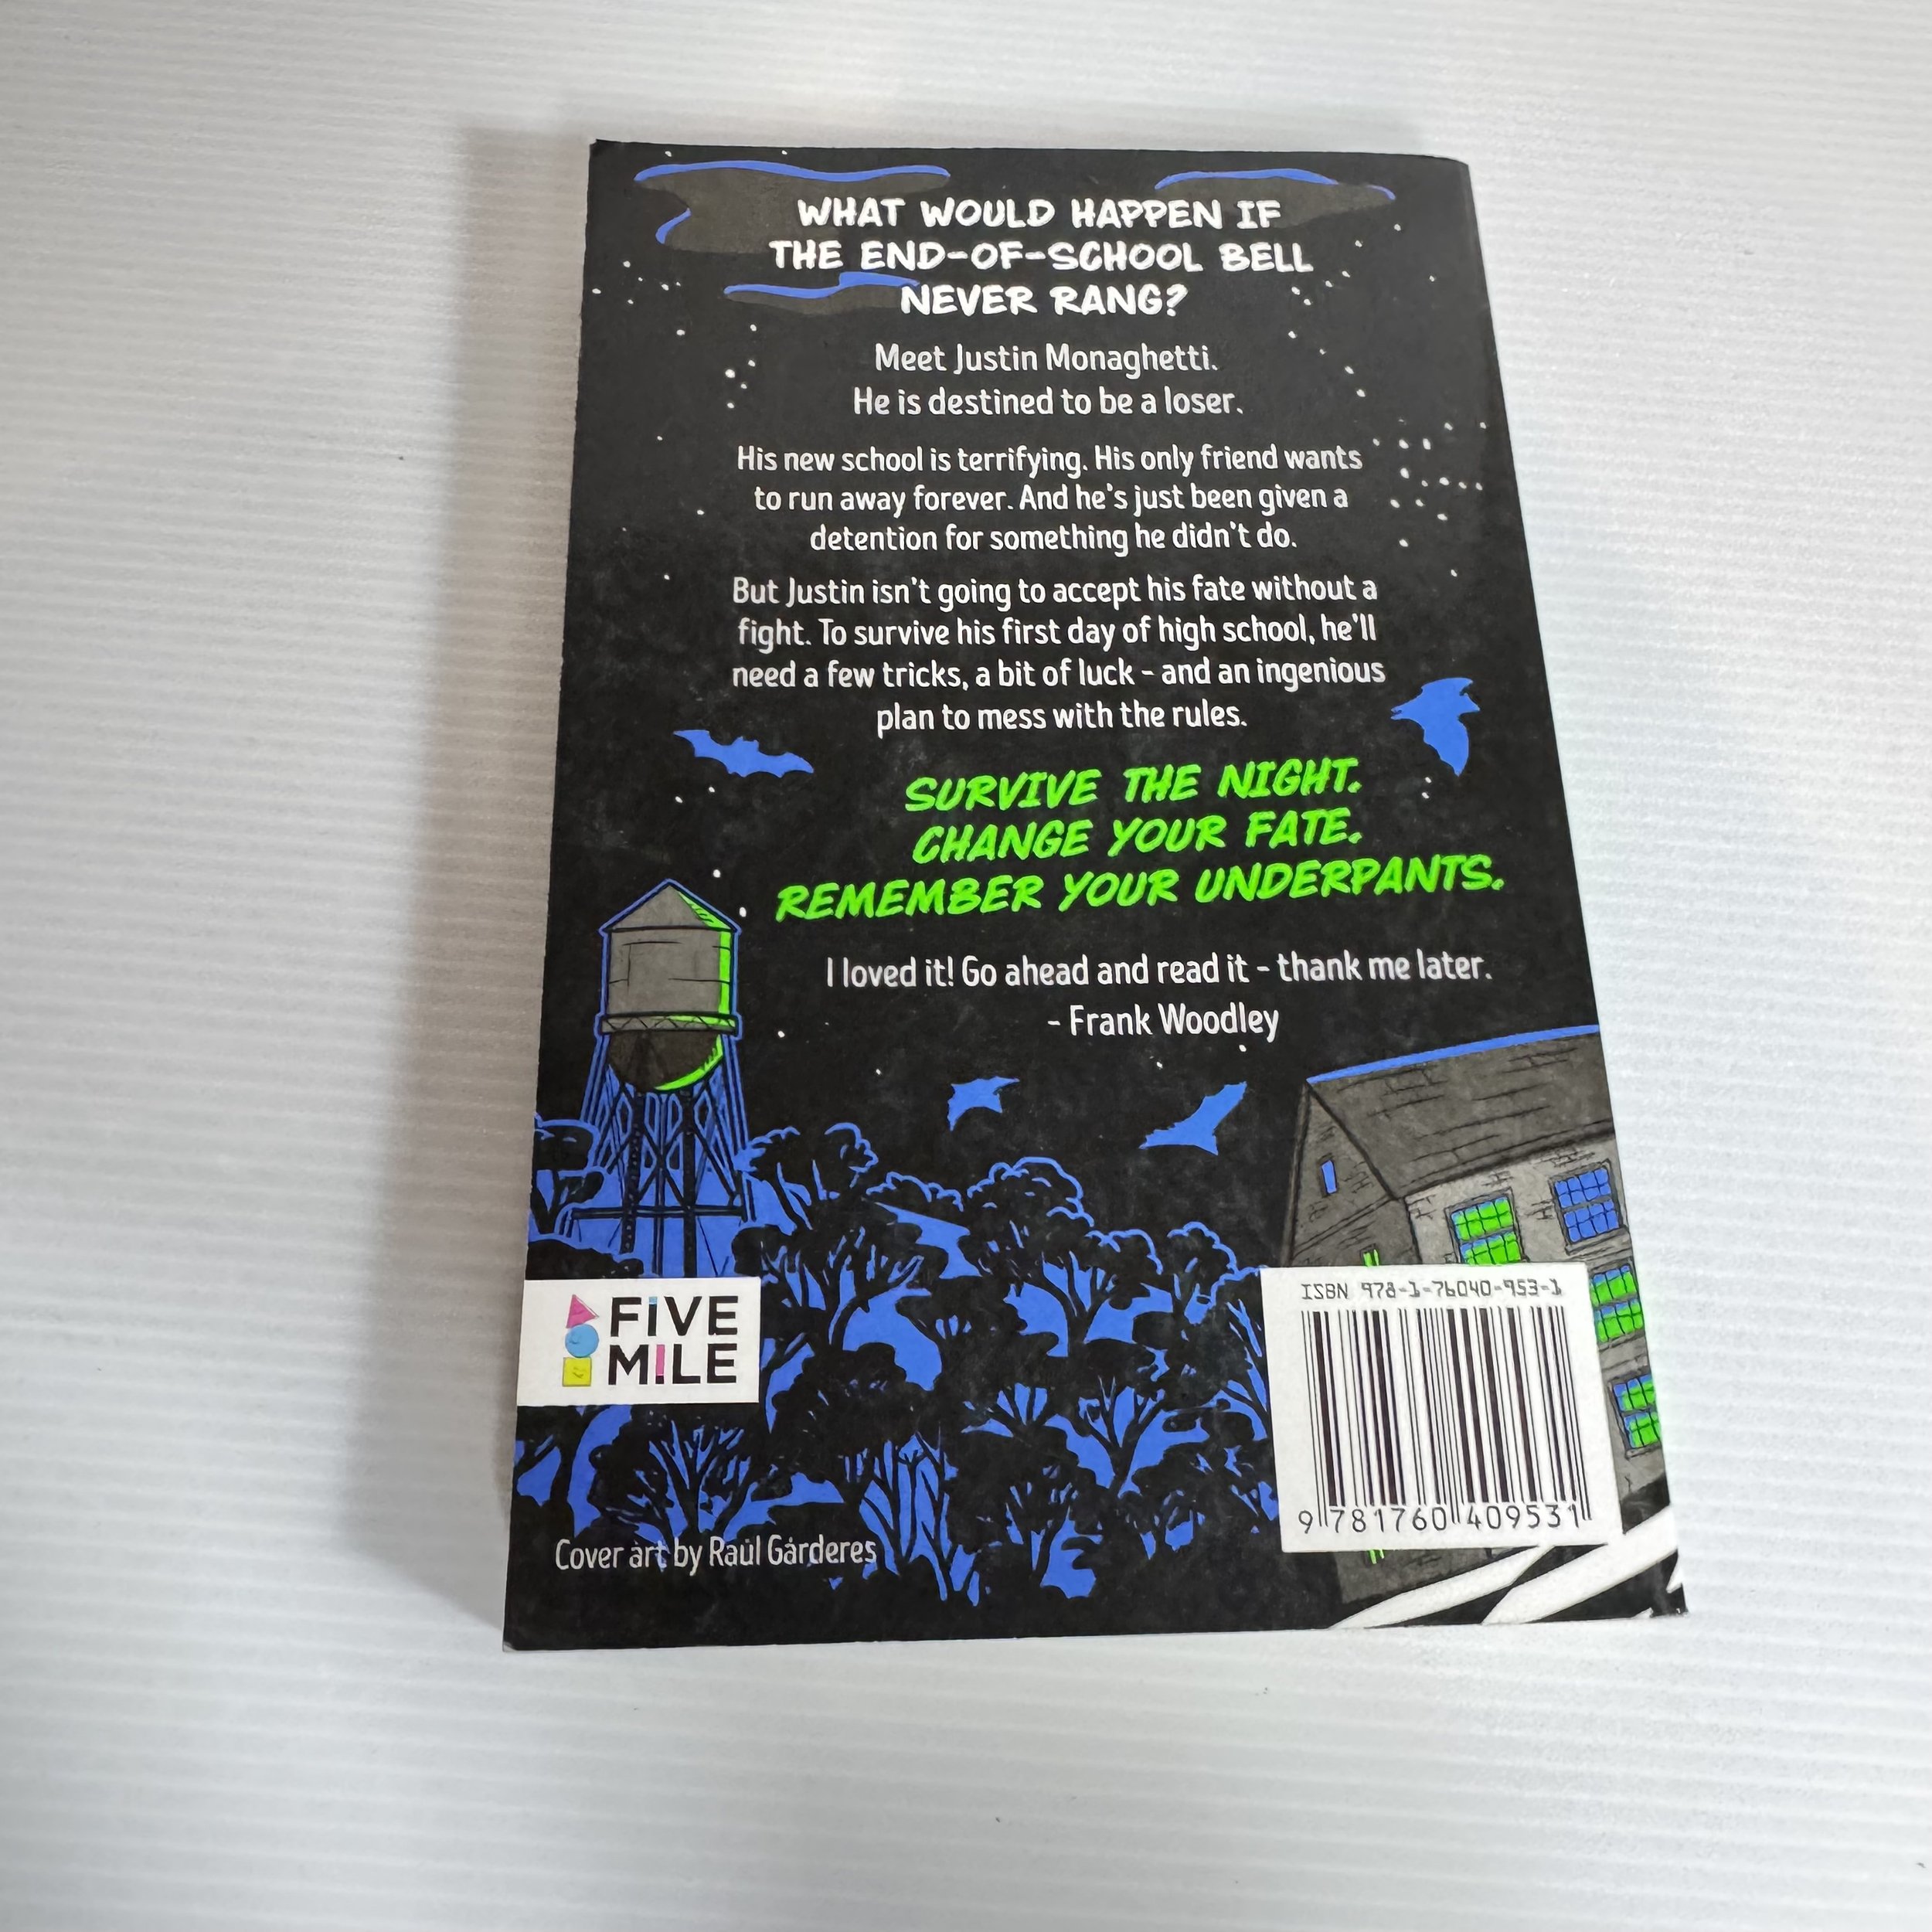 WHAT WOULD HAPPEN IF
THE END-OF-SCHOOL BELL
NEVER RANG?
Meet Justin Monaghetti.
He is destined to be a loser.
His new school is terrifying. His only friend wants
to run away forever. And he's just been given a
detention for something he didn't do.
But Justin isn't going to accept his fate without a
fight. To survive his first day of high school, he'll
need a few tricks, a bit of luck - and an ingenious
plan to mess with the rules.
SURVIVE THE NIGHT.
CHANGE YOUR FATE.
REMEMBER YOUR UNDERPANTS.
I loved it! Go ahead and read it - thank me later.
- Frank Woodley
FiVE
M!LE
ISBN 978-1-76040-953-1
9 781760 409531
Cover art by Raúl Gárderes